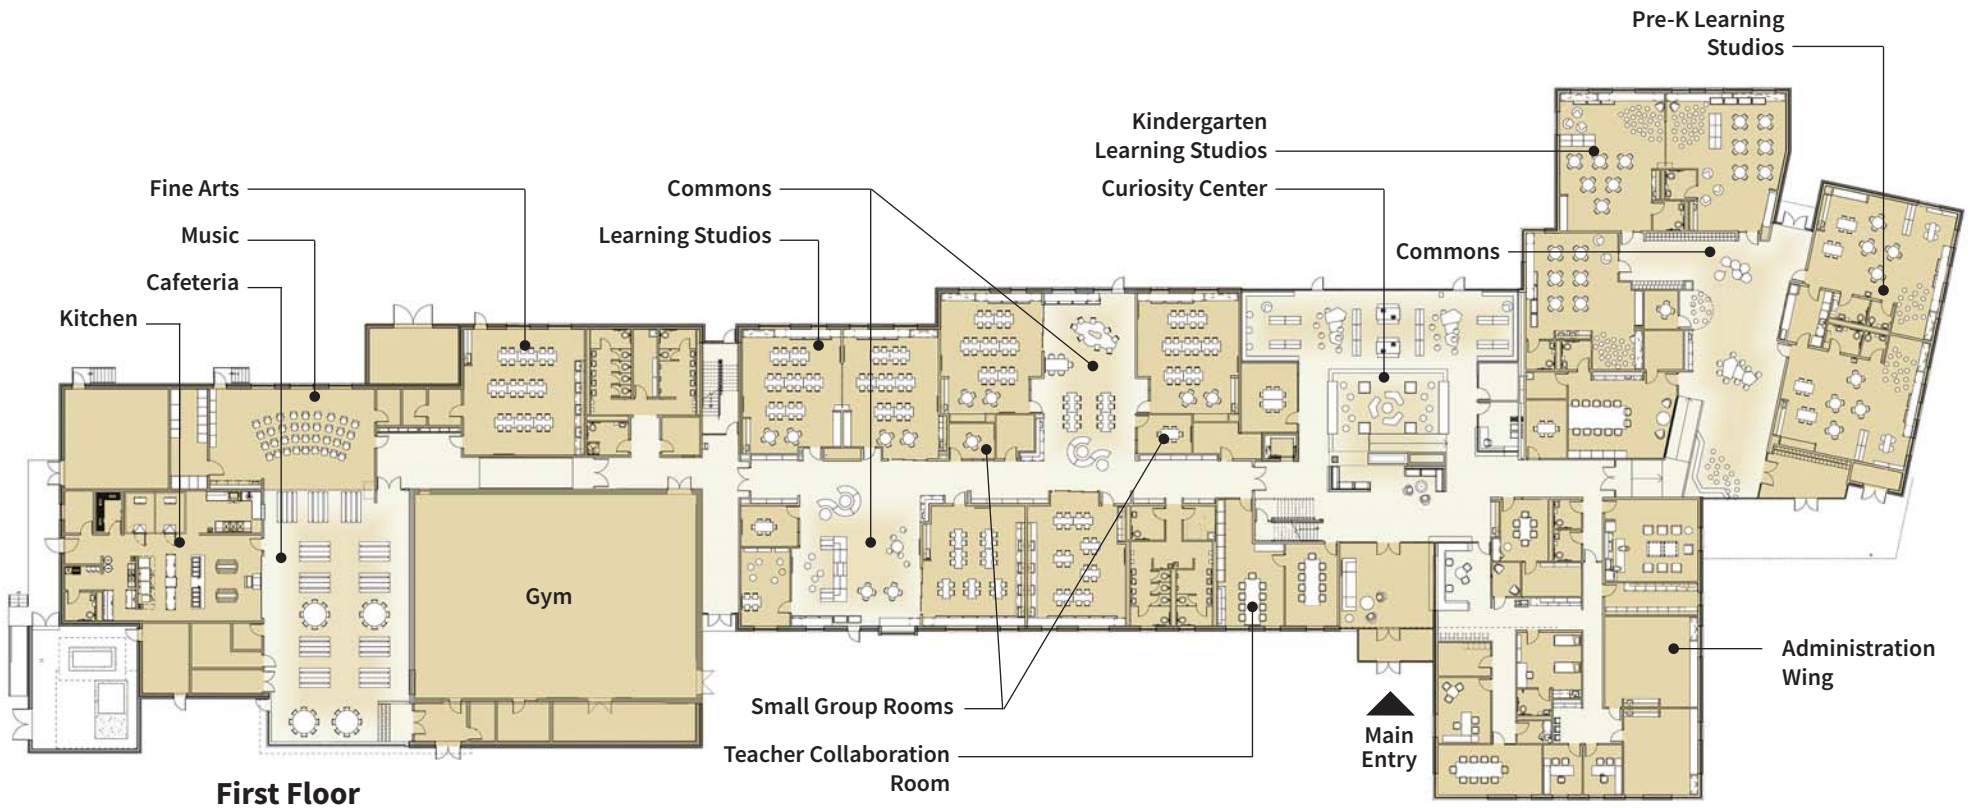 Pre-K Learning
Studios
Kindergarten
Learning Studios
Curiosity Center
Commons
Fine Arts
Music
Cafeteria
Kitchen
Commons
Learning Studios
Gym
Small Group Rooms
Teacher Collaboration
Room
Main
Entry
Administration
Wing
First Floor